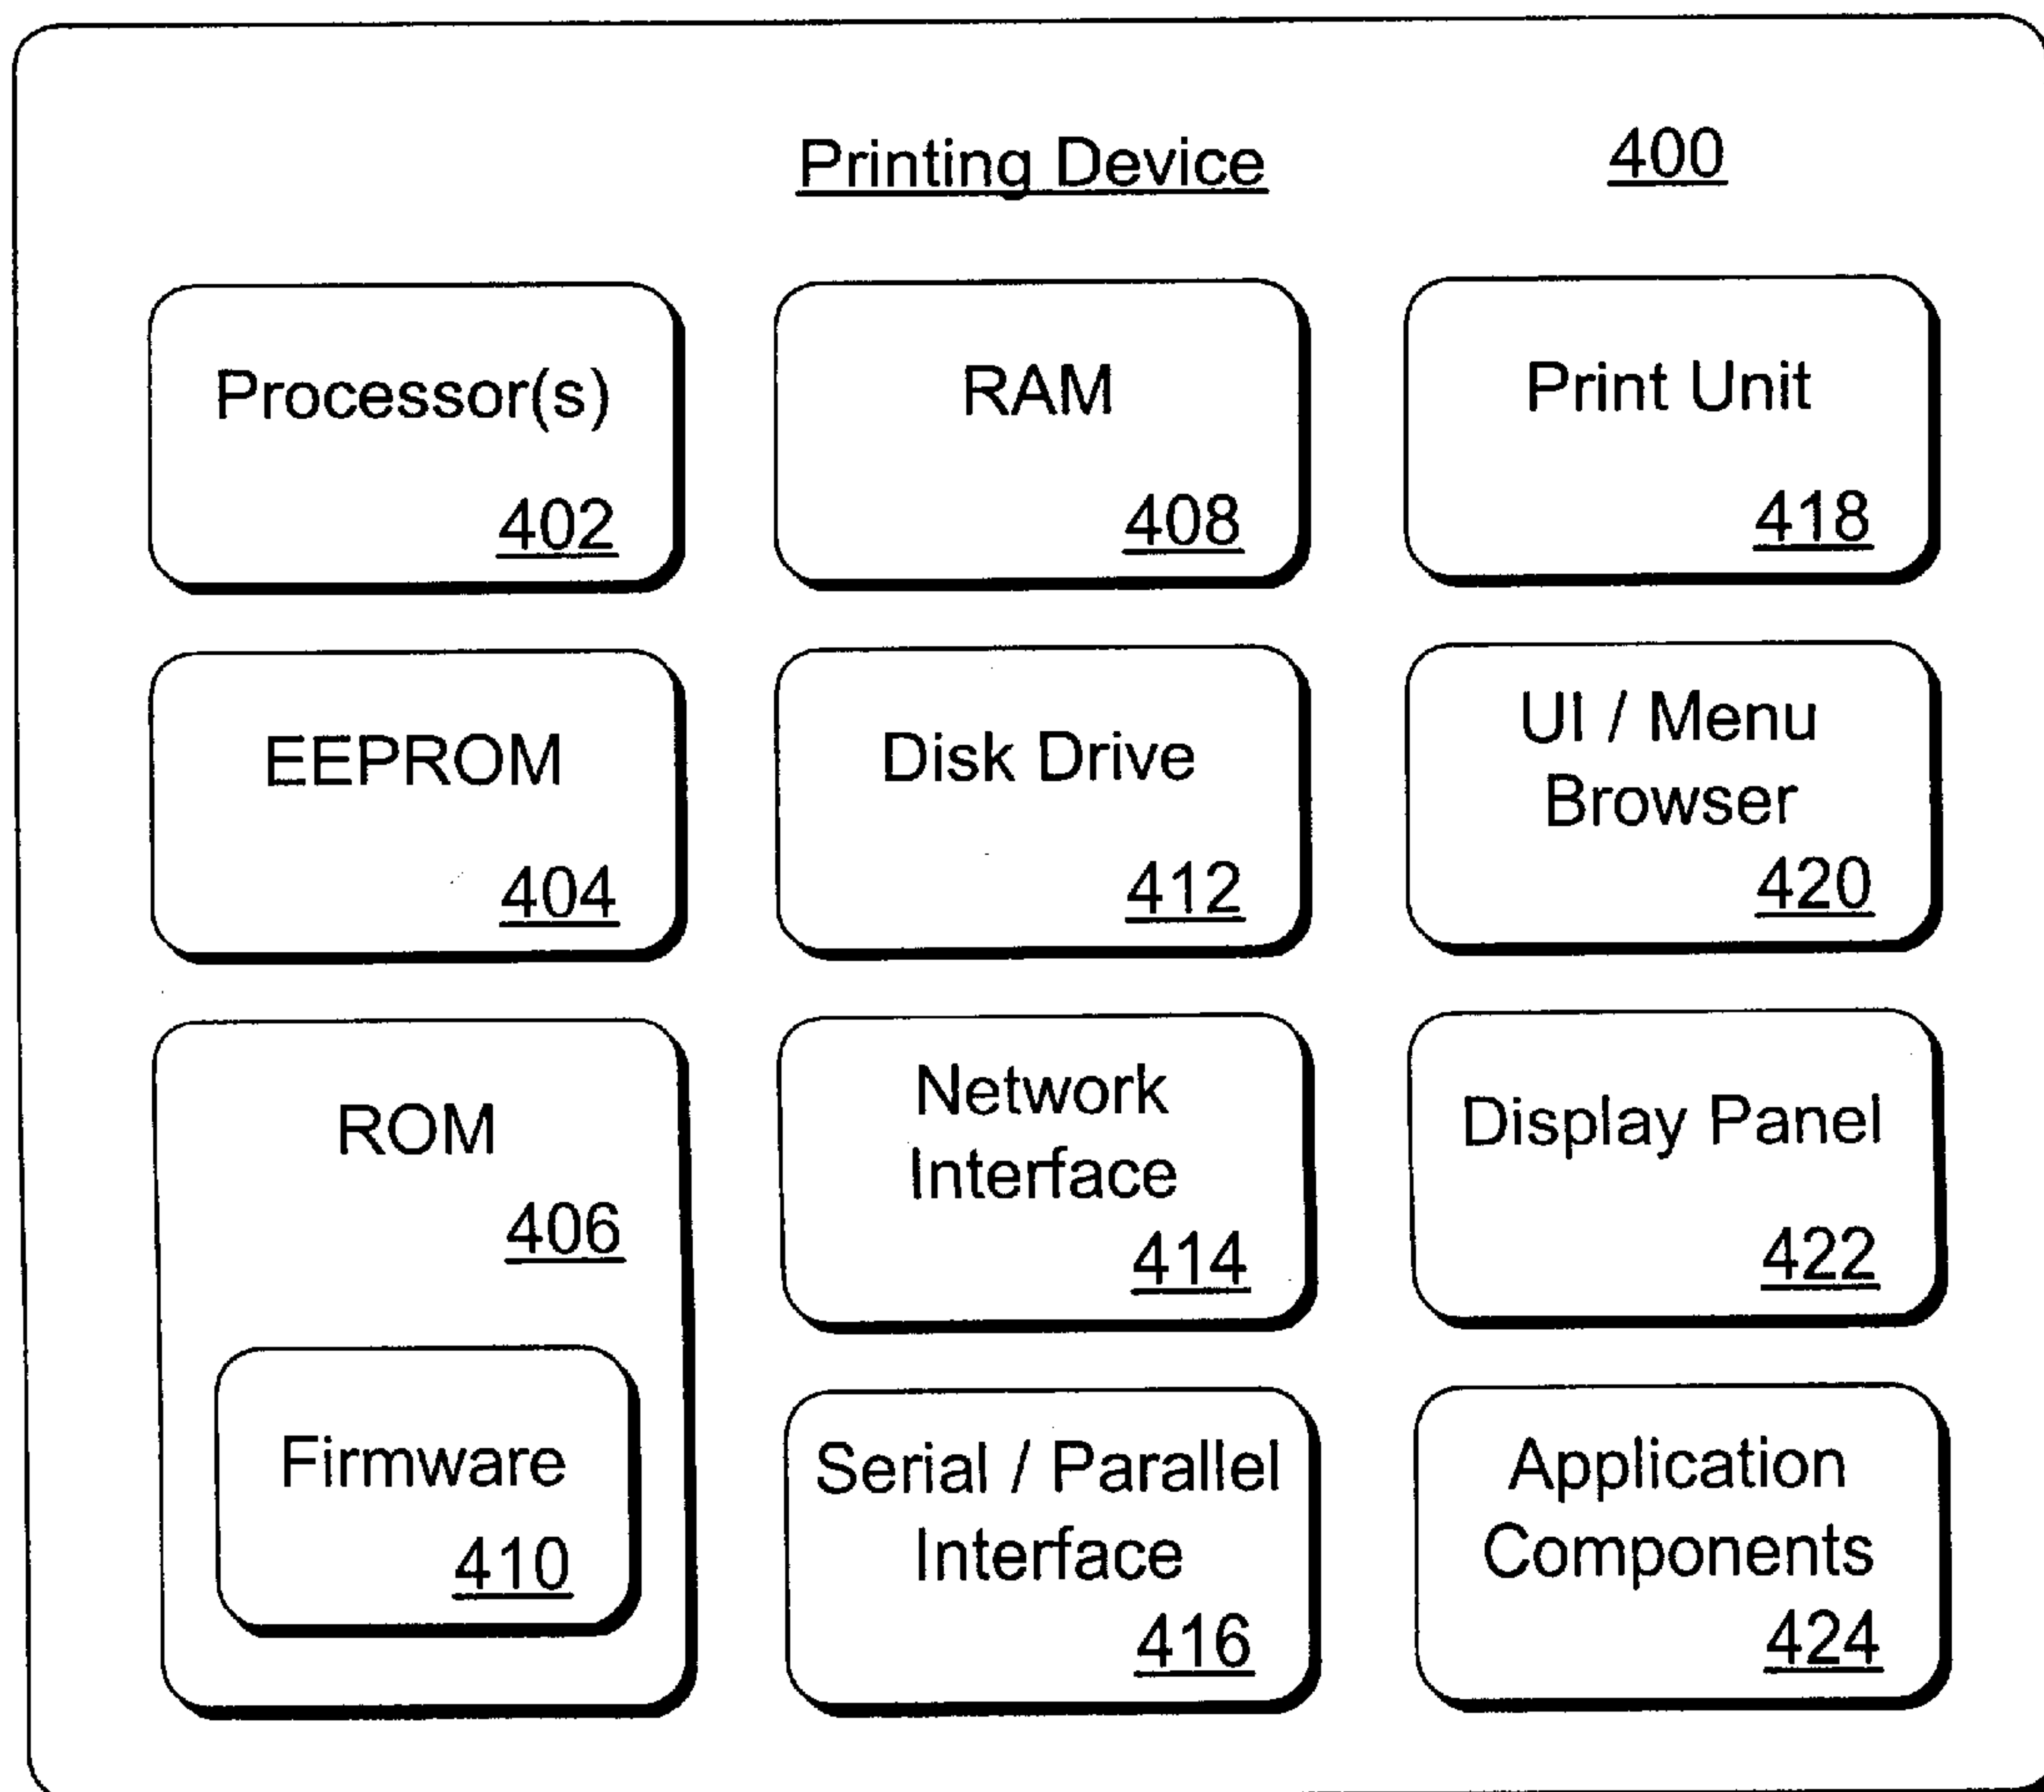 Printing Device
400
Processor(s)
402
RAM
408
Print Unit
418
EEPROM
404
Disk Drive
412
UI / Menu
Browser
420
ROM
406
Firmware
410
Network
Interface
414
Display Panel
422
Serial / Parallel
Interface
416
Application
Components
424